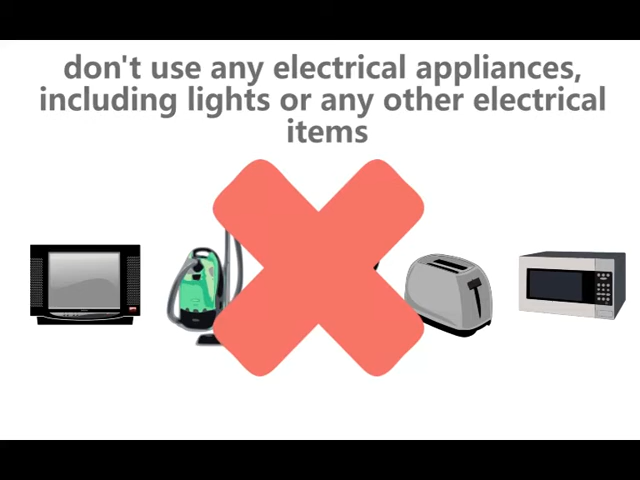 don't use any electrical appliances,
including lights or any other electrical
items